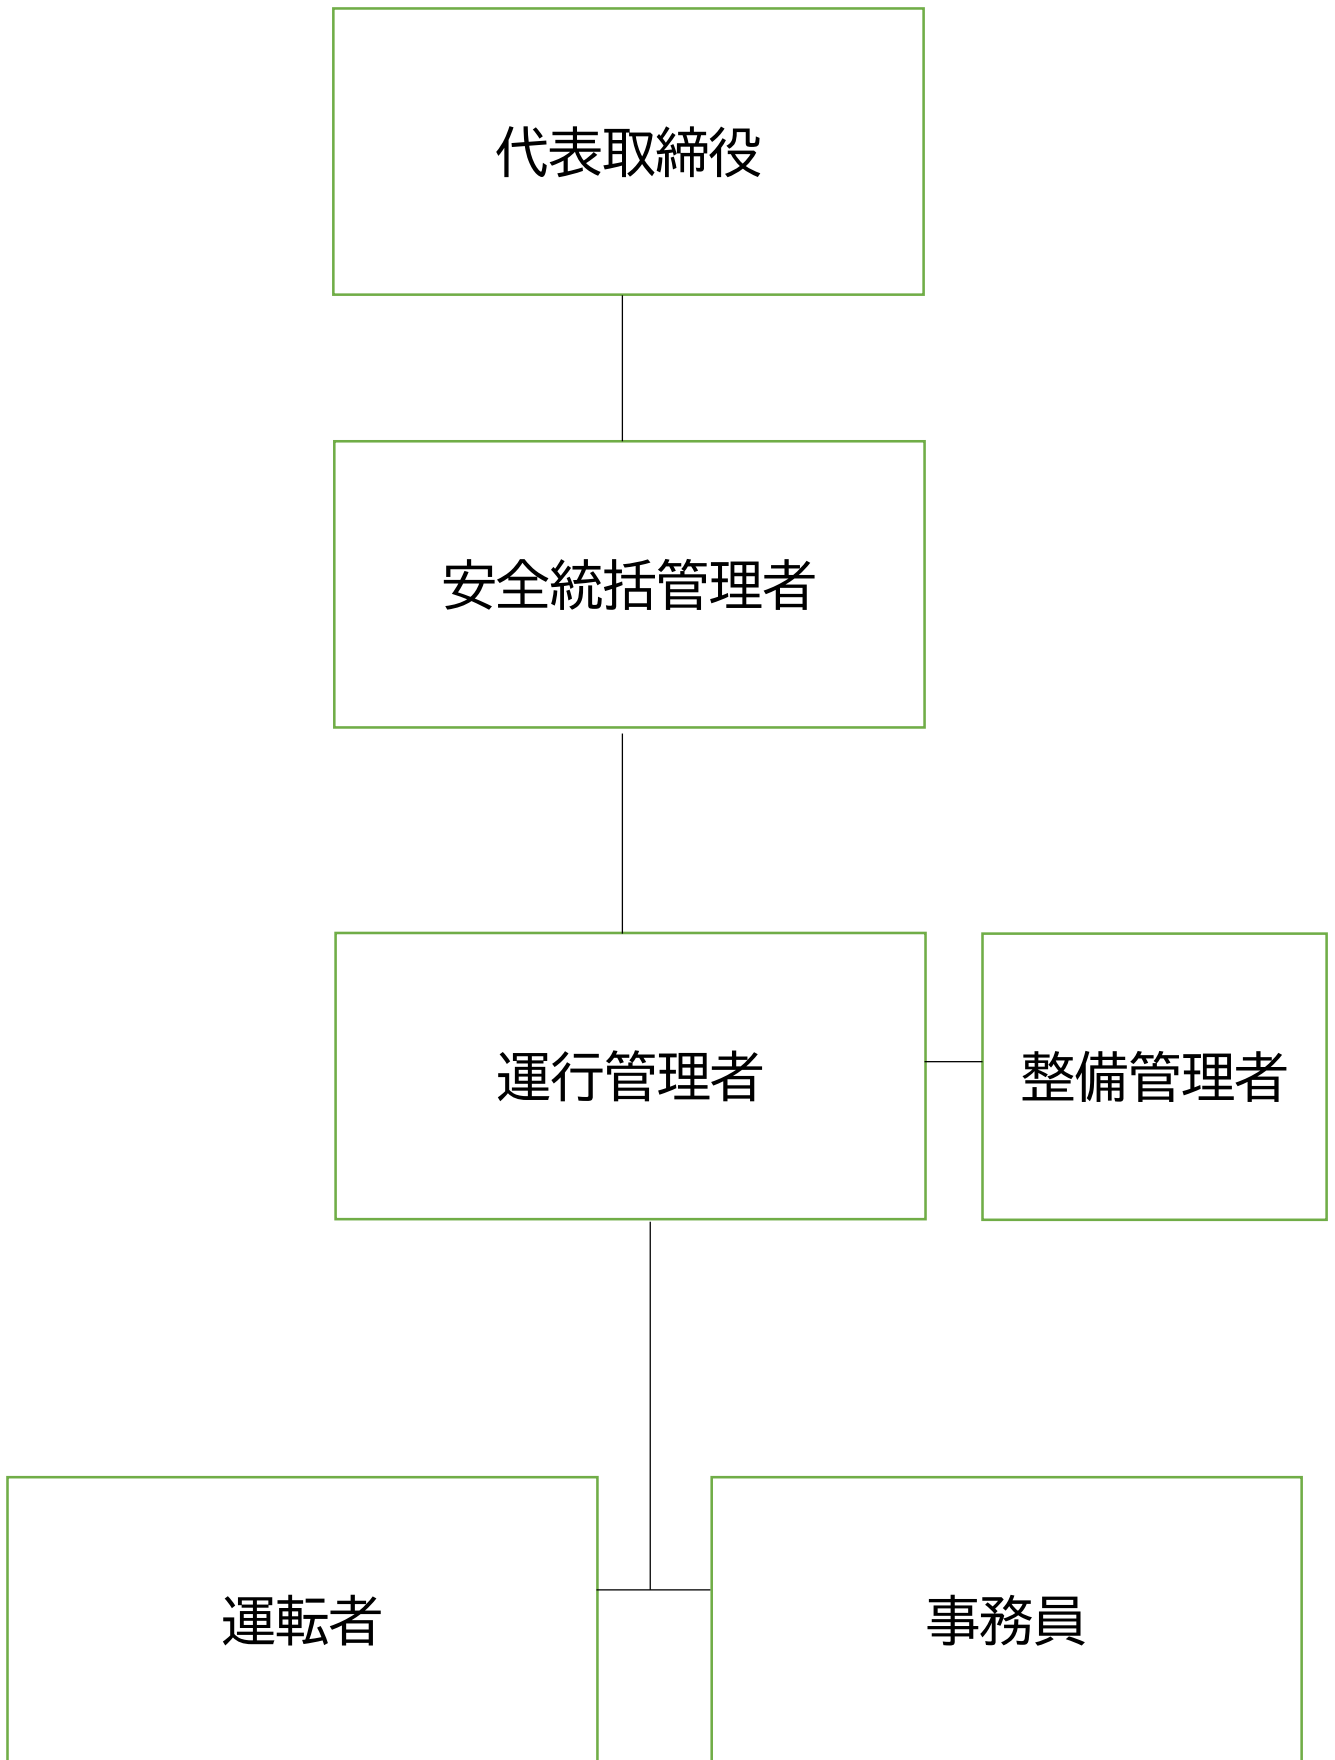 代表取締役
安全統括管理者
運行管理者
整備管理者
運転者
事務員